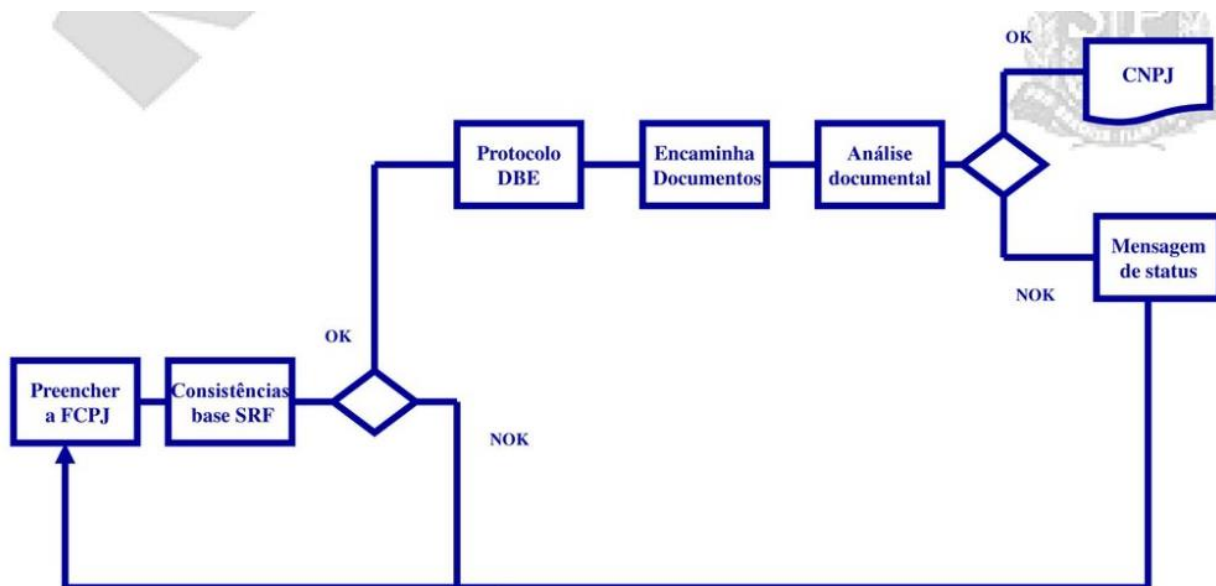 OK
CNPJ
Protocolo
DBE
Encaminha
Documentos
Análise
documental
Mensagem
de status
NOK
OK
Preencher
a FCPJ
Consistências
base SRF
NOK